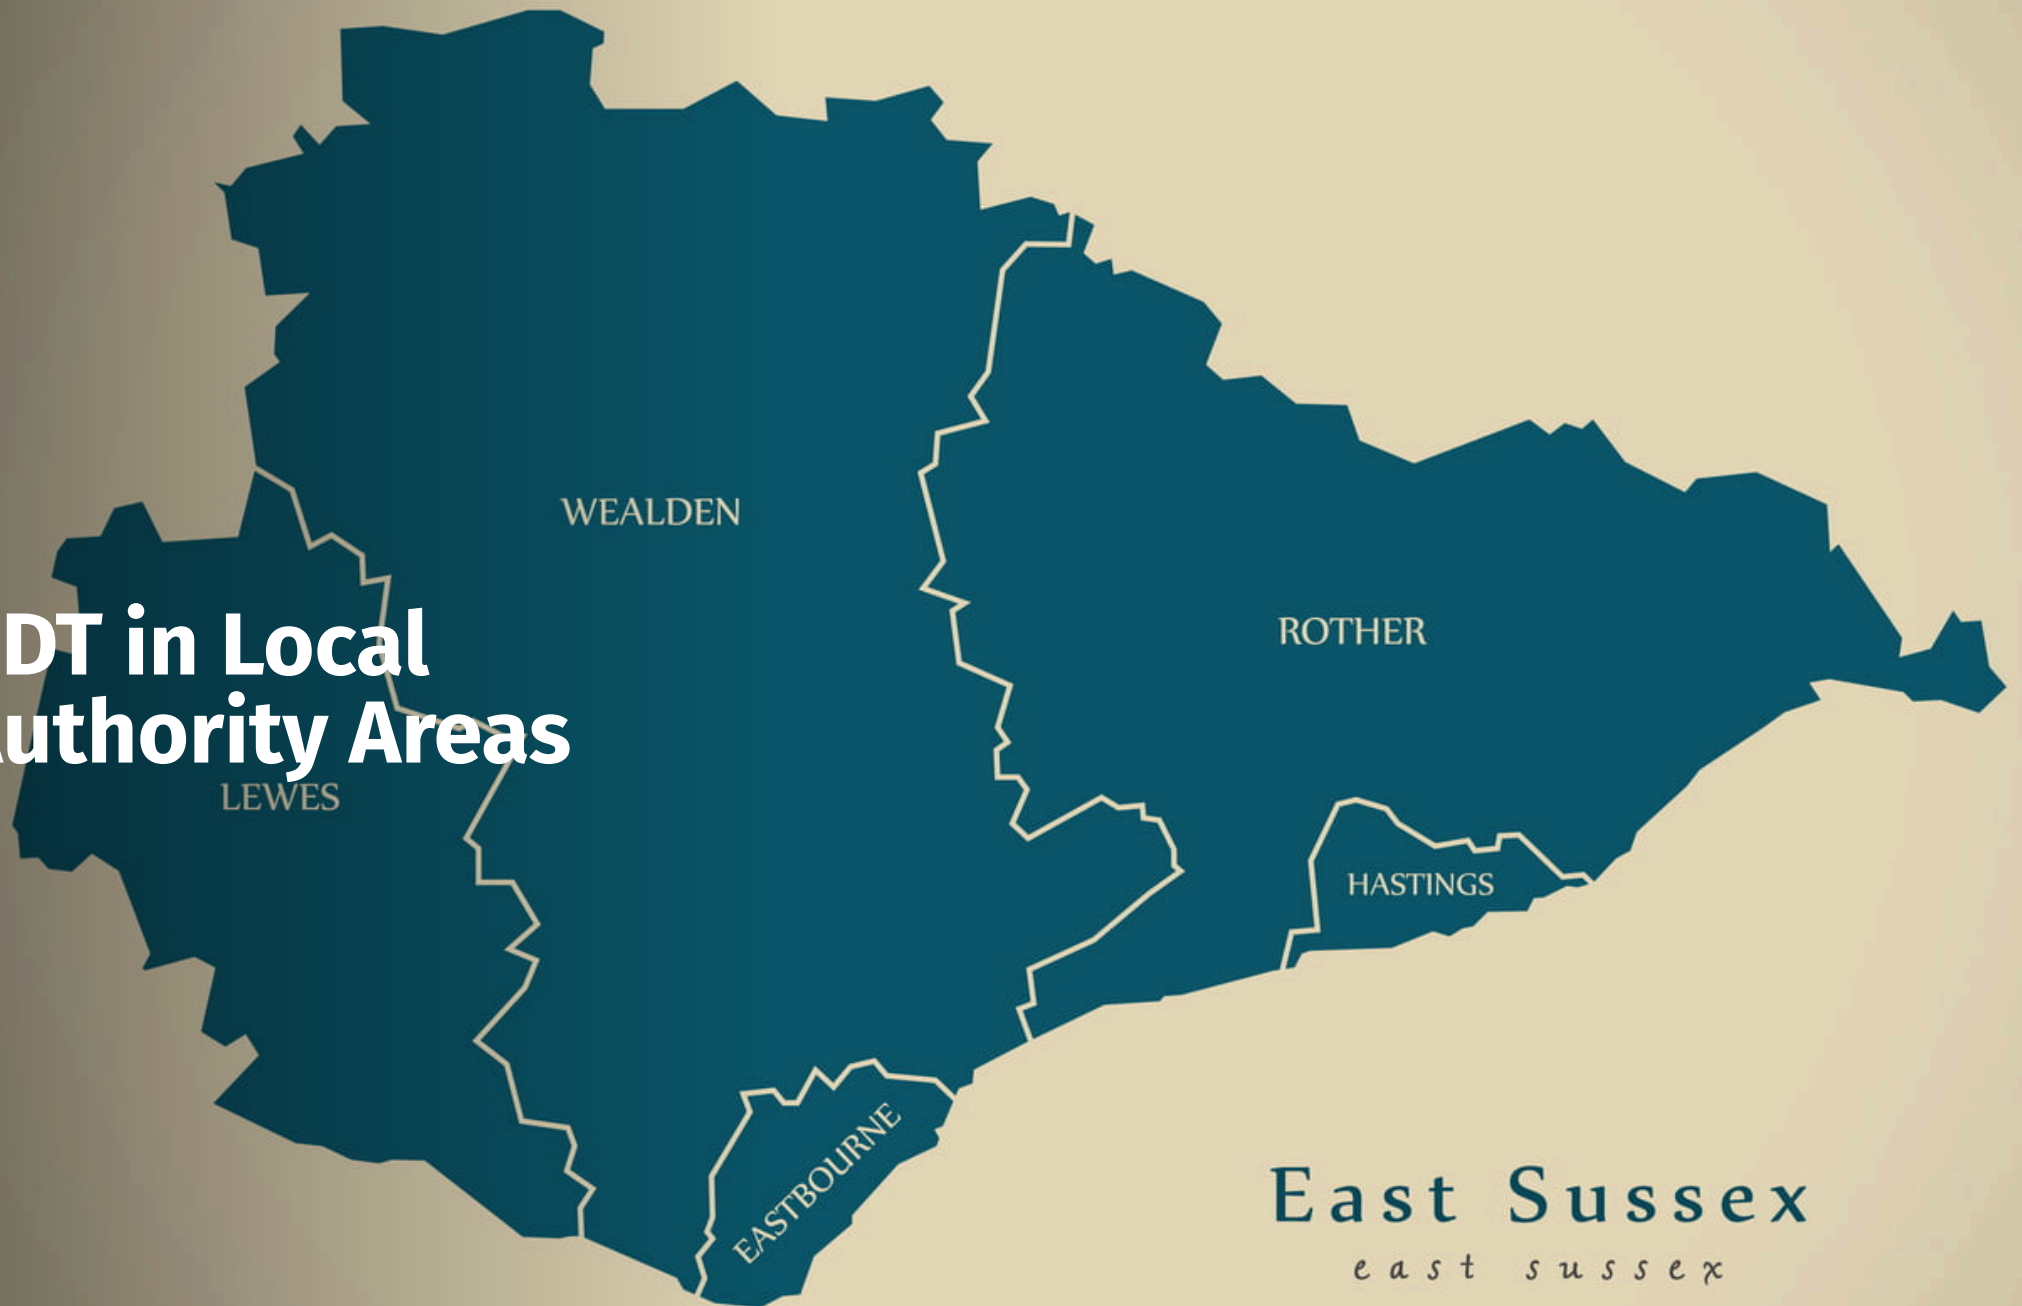 WEALDEN
ROTHER
DT in Local
uthority Areas
LEWES
HASTINGS
EASTBOURNE
East Sussex
east sussex